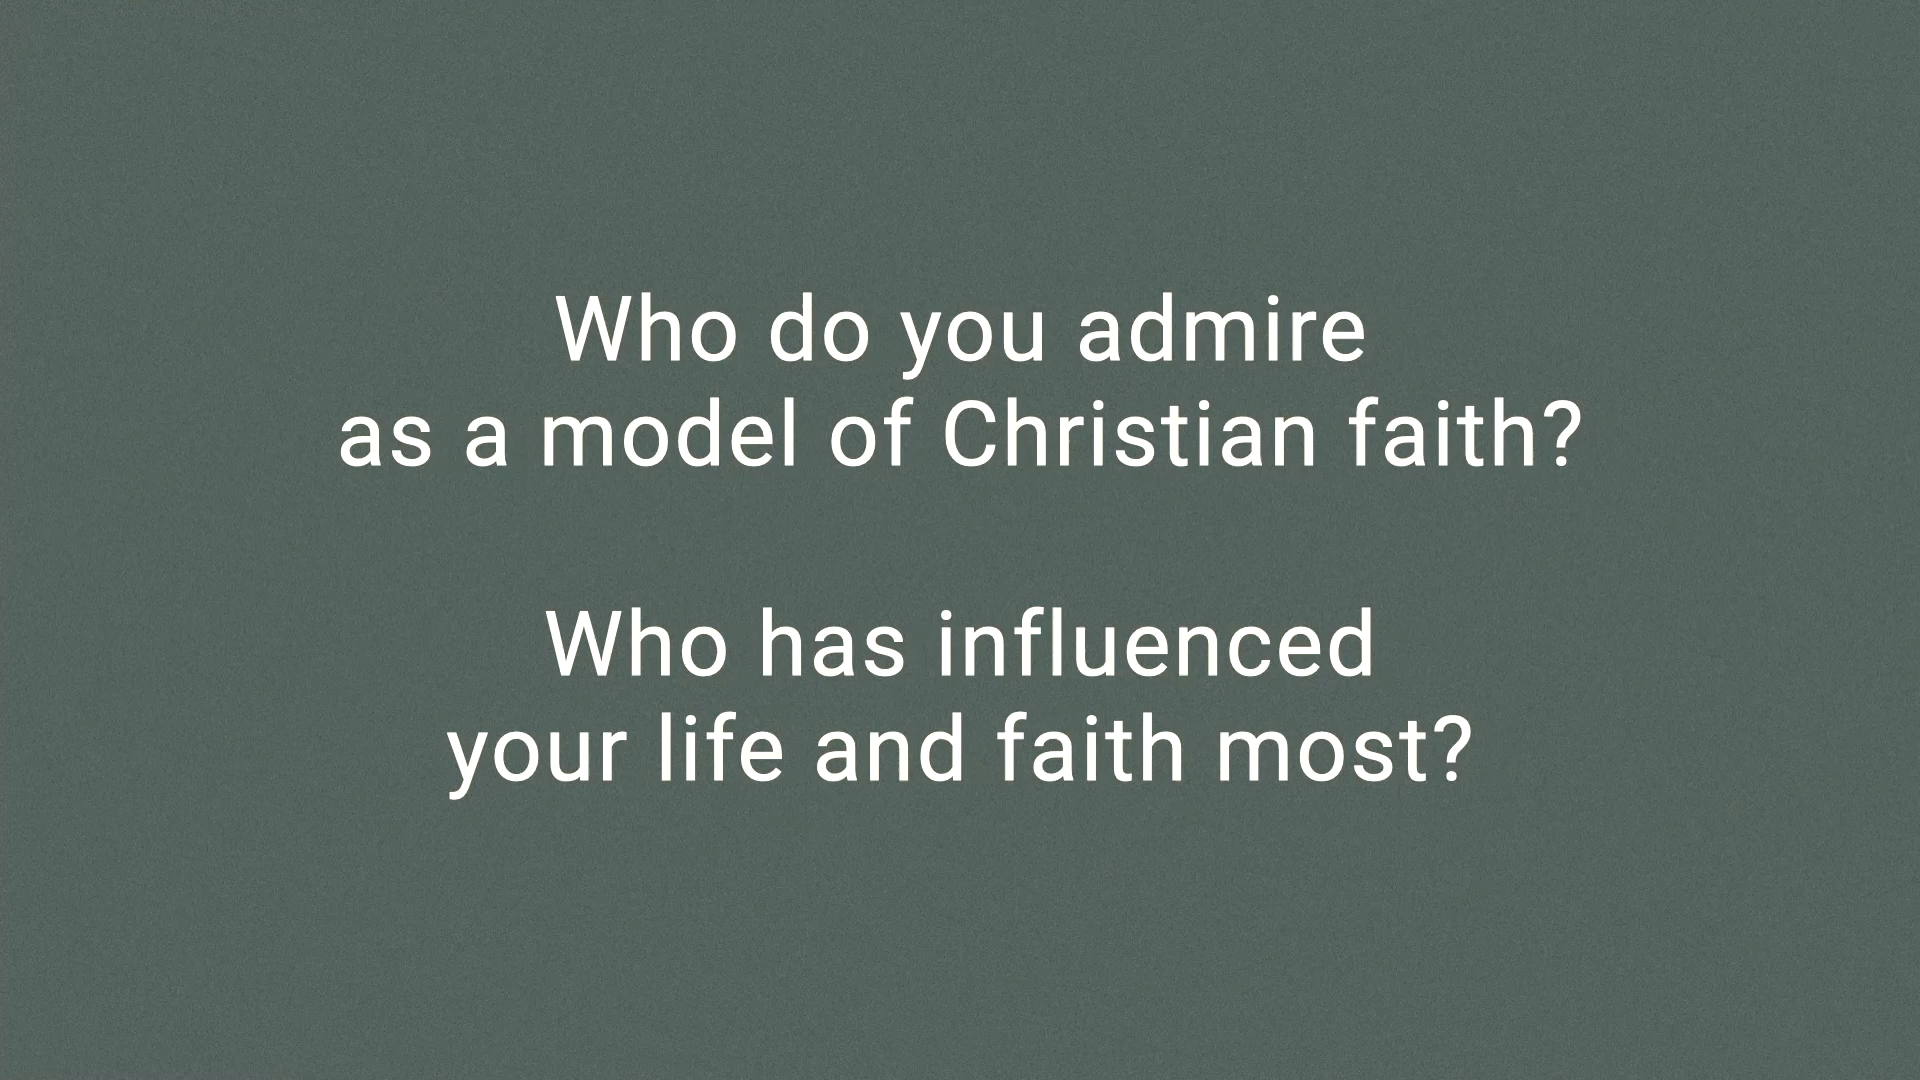 Who do you admire
as a model of Christian faith?
Who has influenced
your life and faith most?